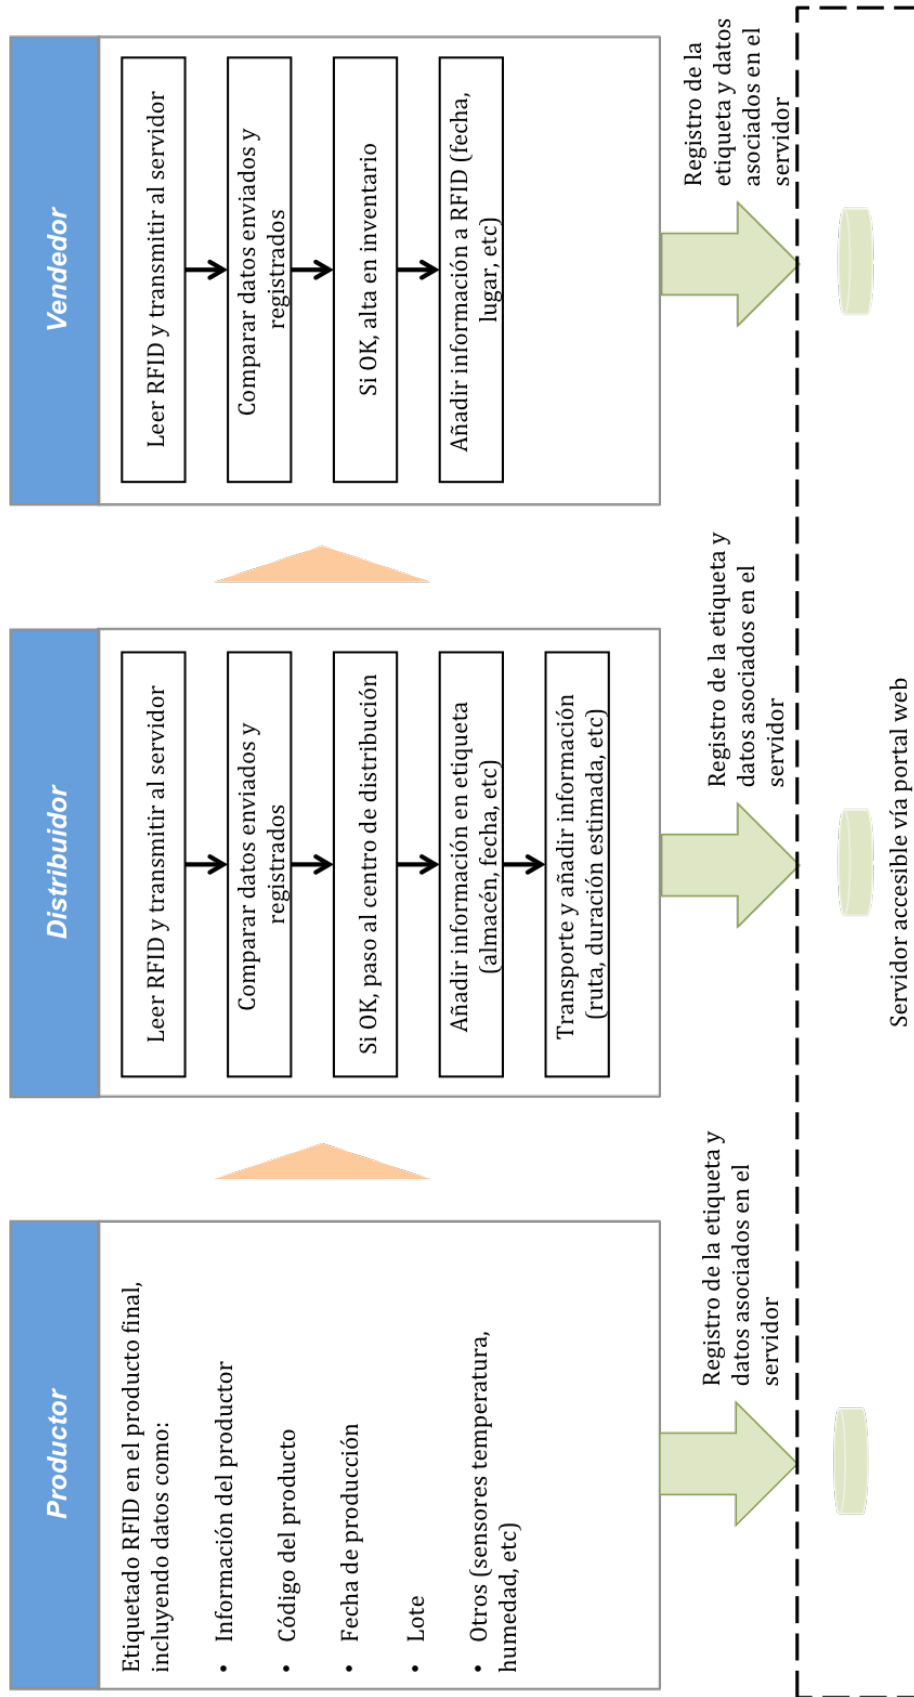 Productor
Etiquetado RFID en el producto final,
incluyendo datos como:
• Información del productor
• Código del producto
• Fecha de producción
• Lote
• Otros (sensores temperatura,
humedad, etc)
Registro de la etiqueta y
datos asociados en el
servidor
Distribuidor
Leer RFID y transmitir al servidor
Comparar datos enviados y
registrados
Si OK, paso al centro de distribución
Añadir información en etiqueta
(almacén, fecha, etc)
Transporte y añadir información
(ruta, duración estimada, etc)
Registro de la etiqueta y
datos asociados en el
servidor
Vendedor
Leer RFID y transmitir al servidor
Comparar datos enviados y
registrados
Si OK, alta en inventario
Añadir información a RFID (fecha,
lugar, etc)
Registro de la
etiqueta y datos
asociados en el
servidor
Servidor accesible vía portal web